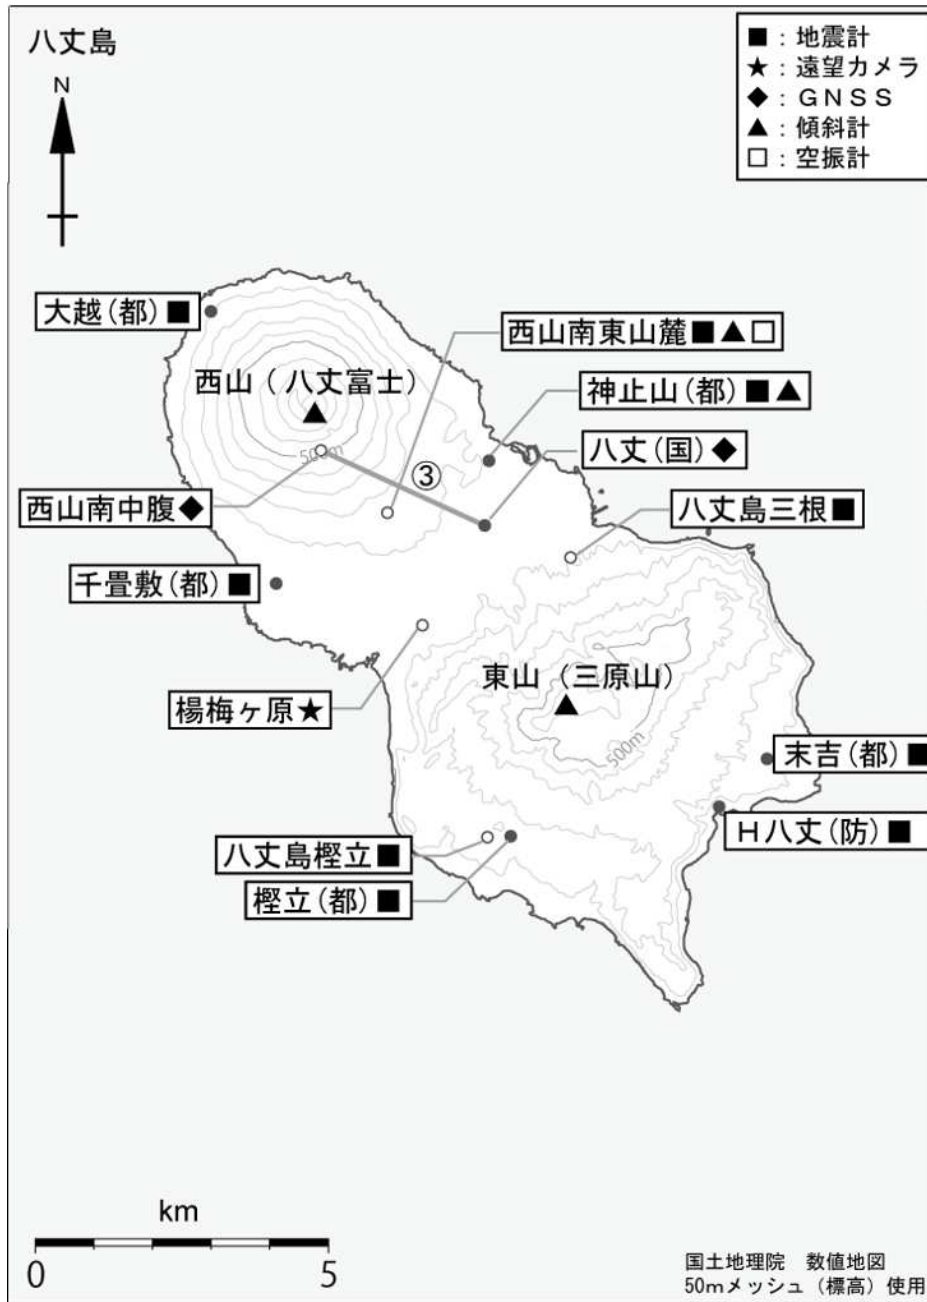 八丈島
■：地震計
★：遠望カメラ
◆：ＧＮＳＳ
▲：傾斜計
□：空振計
N
大越(都)■
西山南東山麓■▲□
西山（八丈富士）
神止山(都)■▲
八丈(国)◆
500m
③
西山南中腹◆
八丈島三根■
千畳敷(都)■
東山（三原山）
楊梅ヶ原★
500m
末吉(都)■
Ｈ八丈(防)■
八丈島樫立■
樫立(都)■
km
0 5
国土地理院　数値地図
50mメッシュ（標高）使用